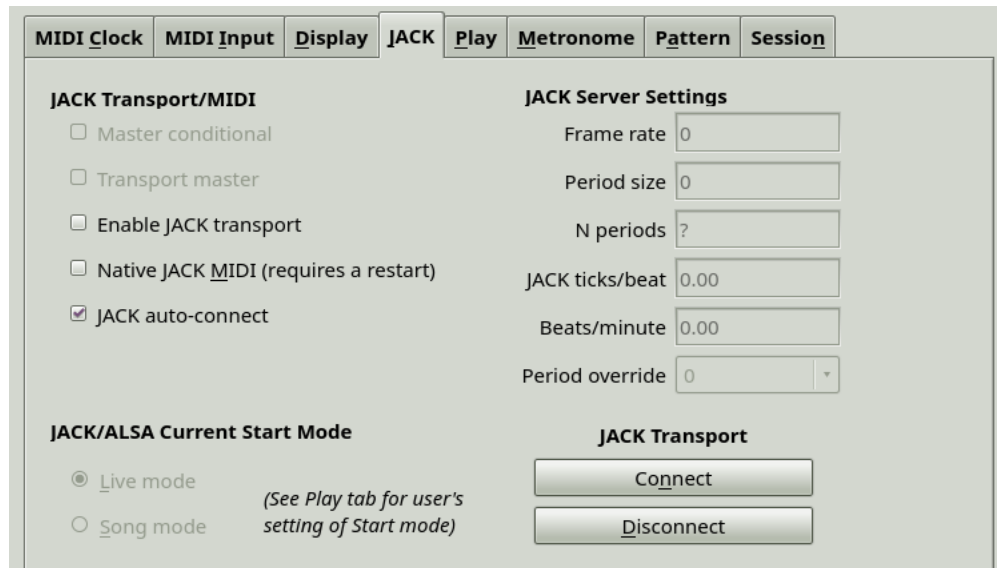 MIDI Clock MIDI Input Display JACK Play Metronome Pattern Session
JACK Transport/MIDI
Master conditional
Transport master
Enable JACK transport
Native JACK MIDI (requires a restart)
JACK auto-connect
JACK Server Settings
Frame rate 0
Period size 0
N periods ?
JACK ticks/beat 0.00
Beats/minute 0.00
Period override 0
JACK/ALSA Current Start Mode
Live mode
Song mode
(See Play tab for user's
setting of Start mode)
JACK Transport
Connect
Disconnect